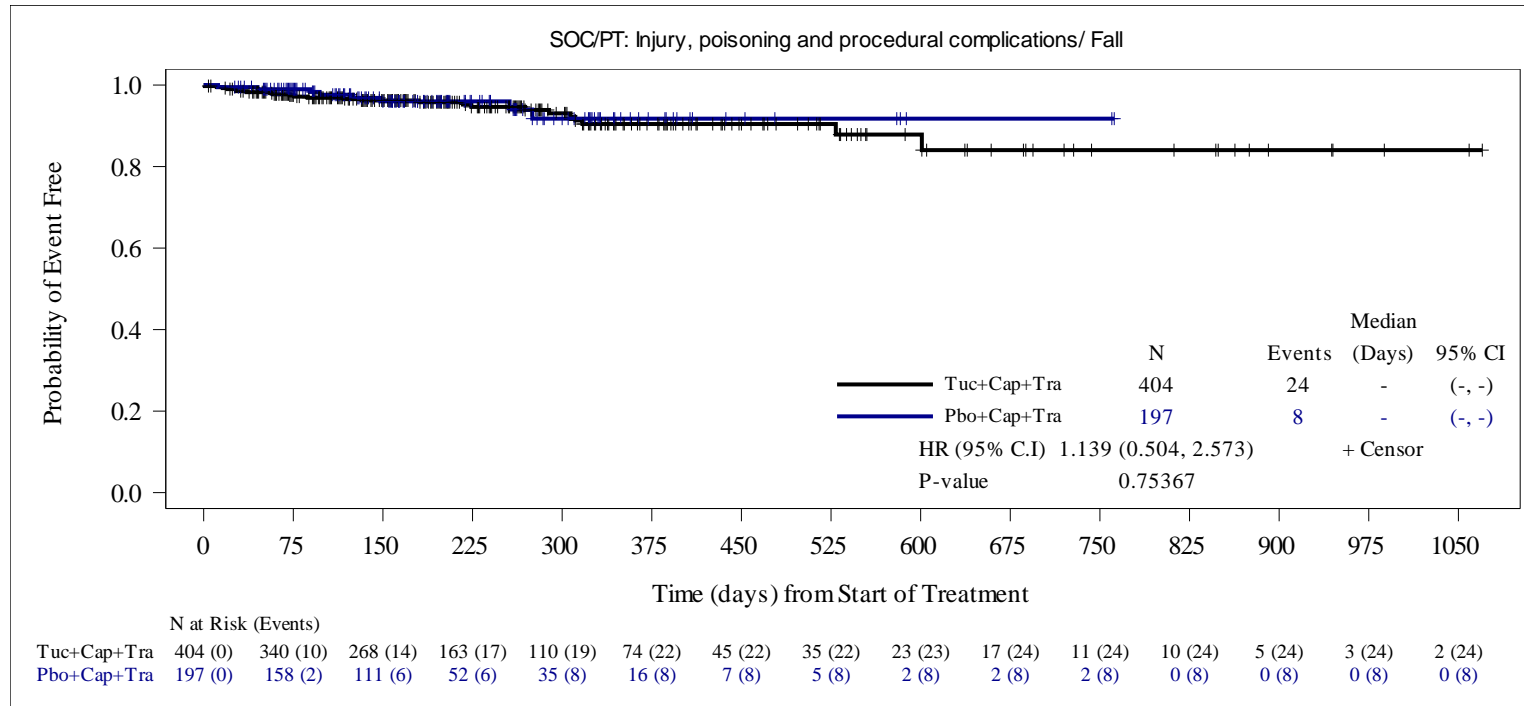 SOC/PT: Injury, poisoning and procedural complications/ Fall
Probability of Event Free
1.0
0.8
0.6
0.4
0.2
0.0
Median
N Events (Days) 95% CI
Tuc+Cap+Tra 404 24 - (-, -)
Pbo+Cap+Tra 197 8 - (-, -)
HR (95% C.I) 1.139 (0.504, 2.573) + Censor
P-value 0.75367
0 75 150 225 300 375 450 525 600 675 750 825 900 975 1050
Time (days) from Start of Treatment
N at Risk (Events)
Tuc+Cap+Tra 404 (0) 340 (10) 268 (14) 163 (17) 110 (19) 74 (22) 45 (22) 35 (22) 23 (23) 17 (24) 11 (24) 10 (24) 5 (24) 3 (24) 2 (24)
Pbo+Cap+Tra 197 (0) 158 (2) 111 (6) 52 (6) 35 (8) 16 (8) 7 (8) 5 (8) 2 (8) 2 (8) 2 (8) 0 (8) 0 (8) 0 (8) 0 (8)